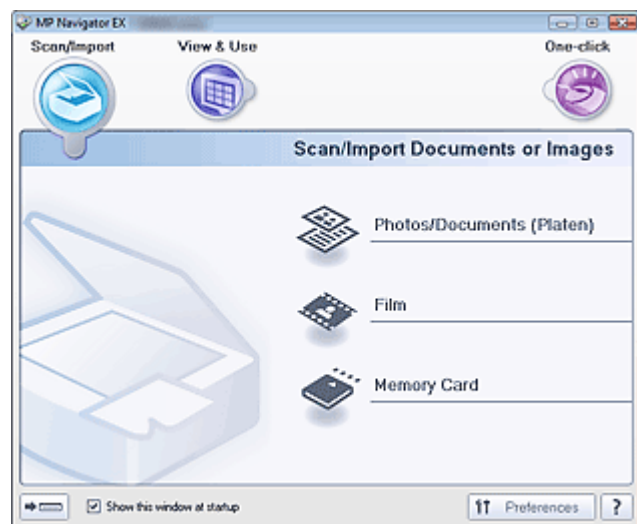 MP Navigator EX
Scan/Import View & Use One-click
Scan/Import Documents or Images
Photos/Documents (Platen)
Film
Memory Card
Show this window at startup Preferences ?